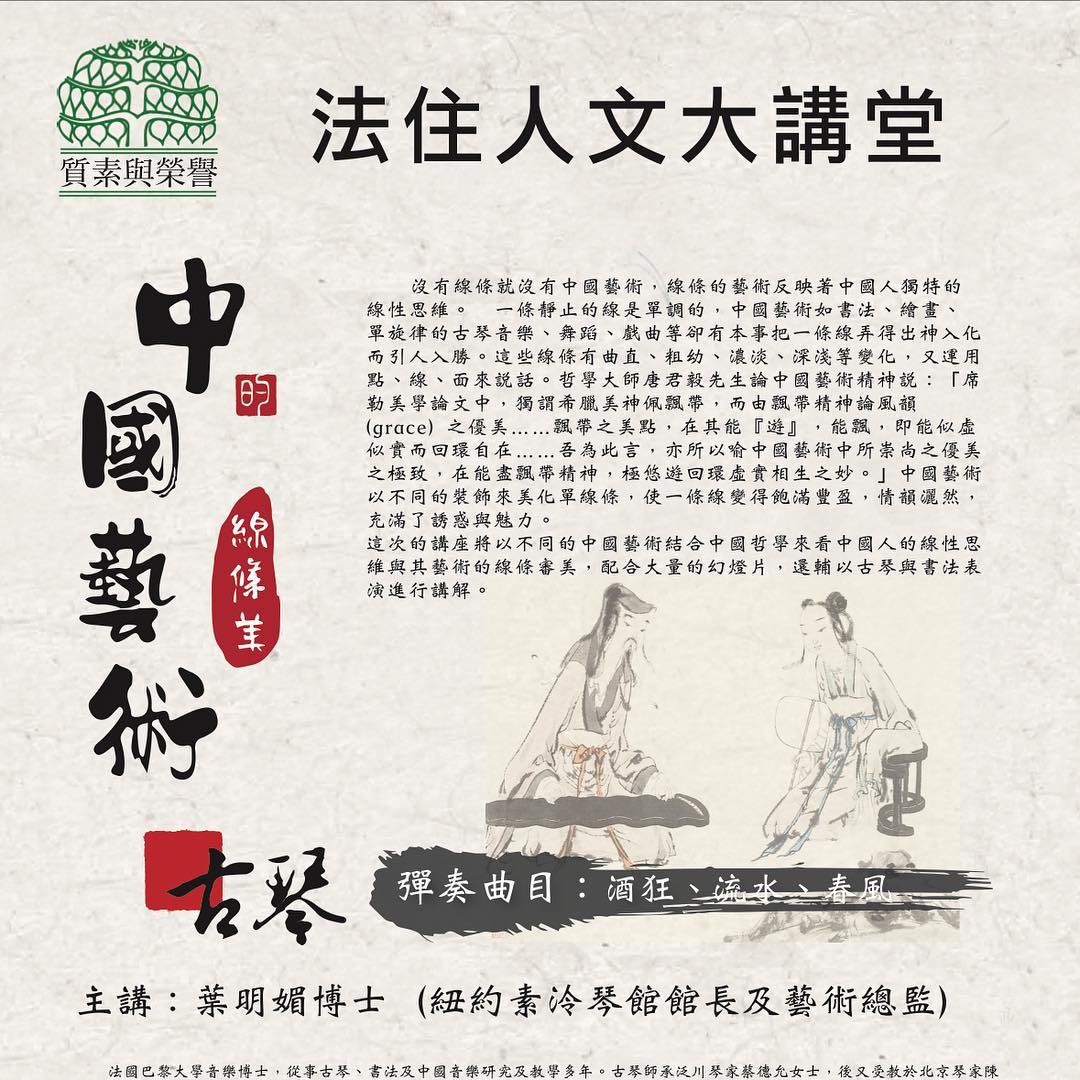 質素與榮譽
法住人文大講堂
中
的
國
藝
術
線條美
沒有線條就沒有中國藝術，線條的藝術反映著中國人獨特的
線性思維。 一條靜止的線是單調的，中國藝術如書法、繪畫、
單旋律的古琴音樂、舞蹈、戲曲等卻有本事把一條線弄得出神入化
而引人入勝。這些線條有曲直、粗幼、濃淡、深淺等變化，又運用
點、線、面來說話。哲學大師唐君毅先生論中國藝術精神說：「席
勒美學論文中，獨謂希臘美神佩飄帶，而由飄帶精神論風韻
(grace) 之優美……飄帶之美點，在其能『遊』，能飄，即能似虛
似實而回環自在……吾為此言，亦所以喻中國藝術中所崇尚之優美
之極致，在能盡飄帶精神，極悠遊回環虛實相生之妙。」中國藝術
以不同的裝飾來美化單線條，使一條線變得飽滿豐盈，情韻灑然，
充滿了誘惑與魅力。
這次的講座將以不同的中國藝術結合中國哲學來看中國人的線性思
維與其藝術的線條審美，配合大量的幻燈片，還輔以古琴與書法表
演進行講解。
古琴
彈奏曲目：酒狂、流水、春風
主講：葉明媚博士 (紐約素泠琴館館長及藝術總監)
法國巴黎大學音樂博士，從事古琴、書法及中國音樂研究及教學多年。古琴師承泛川琴家蔡德允女士，後又受教於北京琴家陳